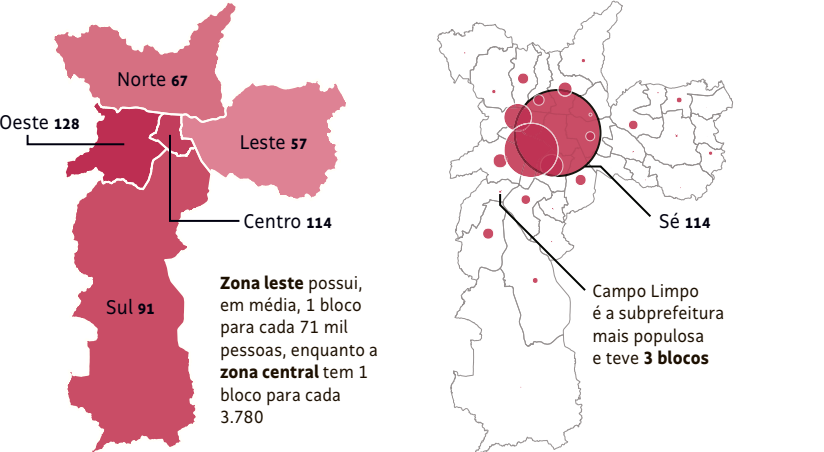 Norte 67
Oeste 128
Leste 57
Centro 114
Sul 91
Zona leste possui,
em média, 1 bloco
para cada 71 mil
pessoas, enquanto a
zona central tem 1
bloco para cada
3.780
Sé 114
Campo Limpo
é a subprefeitura
mais populosa
e teve 3 blocos